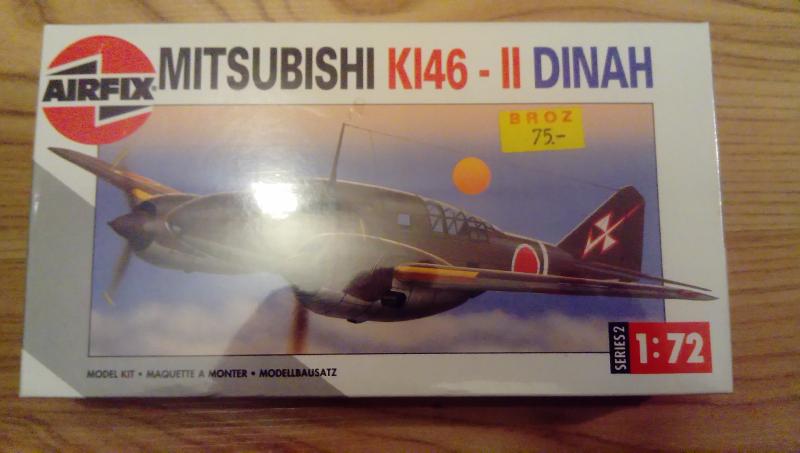 AIRFIX
MITSUBISHI KI46 - II DINAH
BROZ
75.-
SERIES 2
1:72
MODEL KIT • MAQUETTE A MONTER • MODELLBAUSATZ